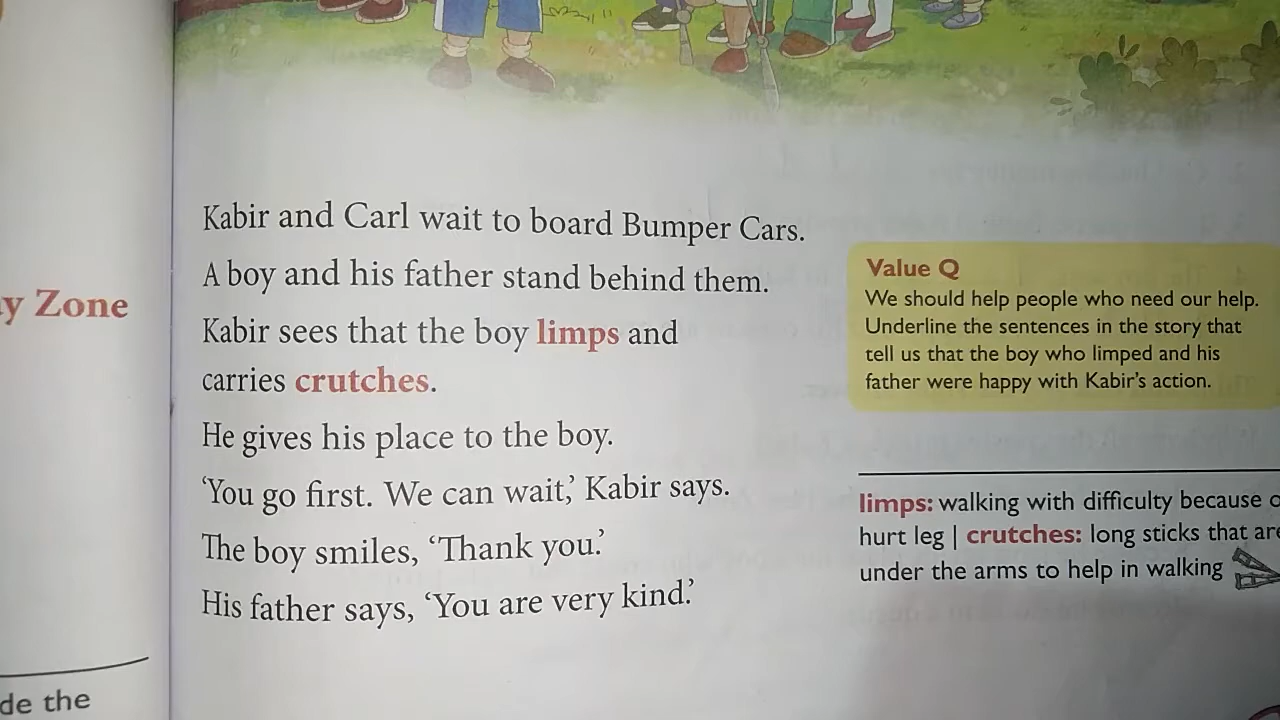 y Zone
de the
Kabir and Carl wait to board Bumper Cars.
A boy and his father stand behind them.
Kabir sees that the boy limps and
carries crutches.
He gives his place to the boy.
‘You go first. We can wait,’ Kabir says.
The boy smiles, ‘Thank you.’
His father says, ‘You are very kind.’
Value Q
We should help people who need our help.
Underline the sentences in the story that
tell us that the boy who limped and his
father were happy with Kabir’s action.
limps: walking with difficulty because
hurt leg | crutches: long sticks that are
under the arms to help in walking